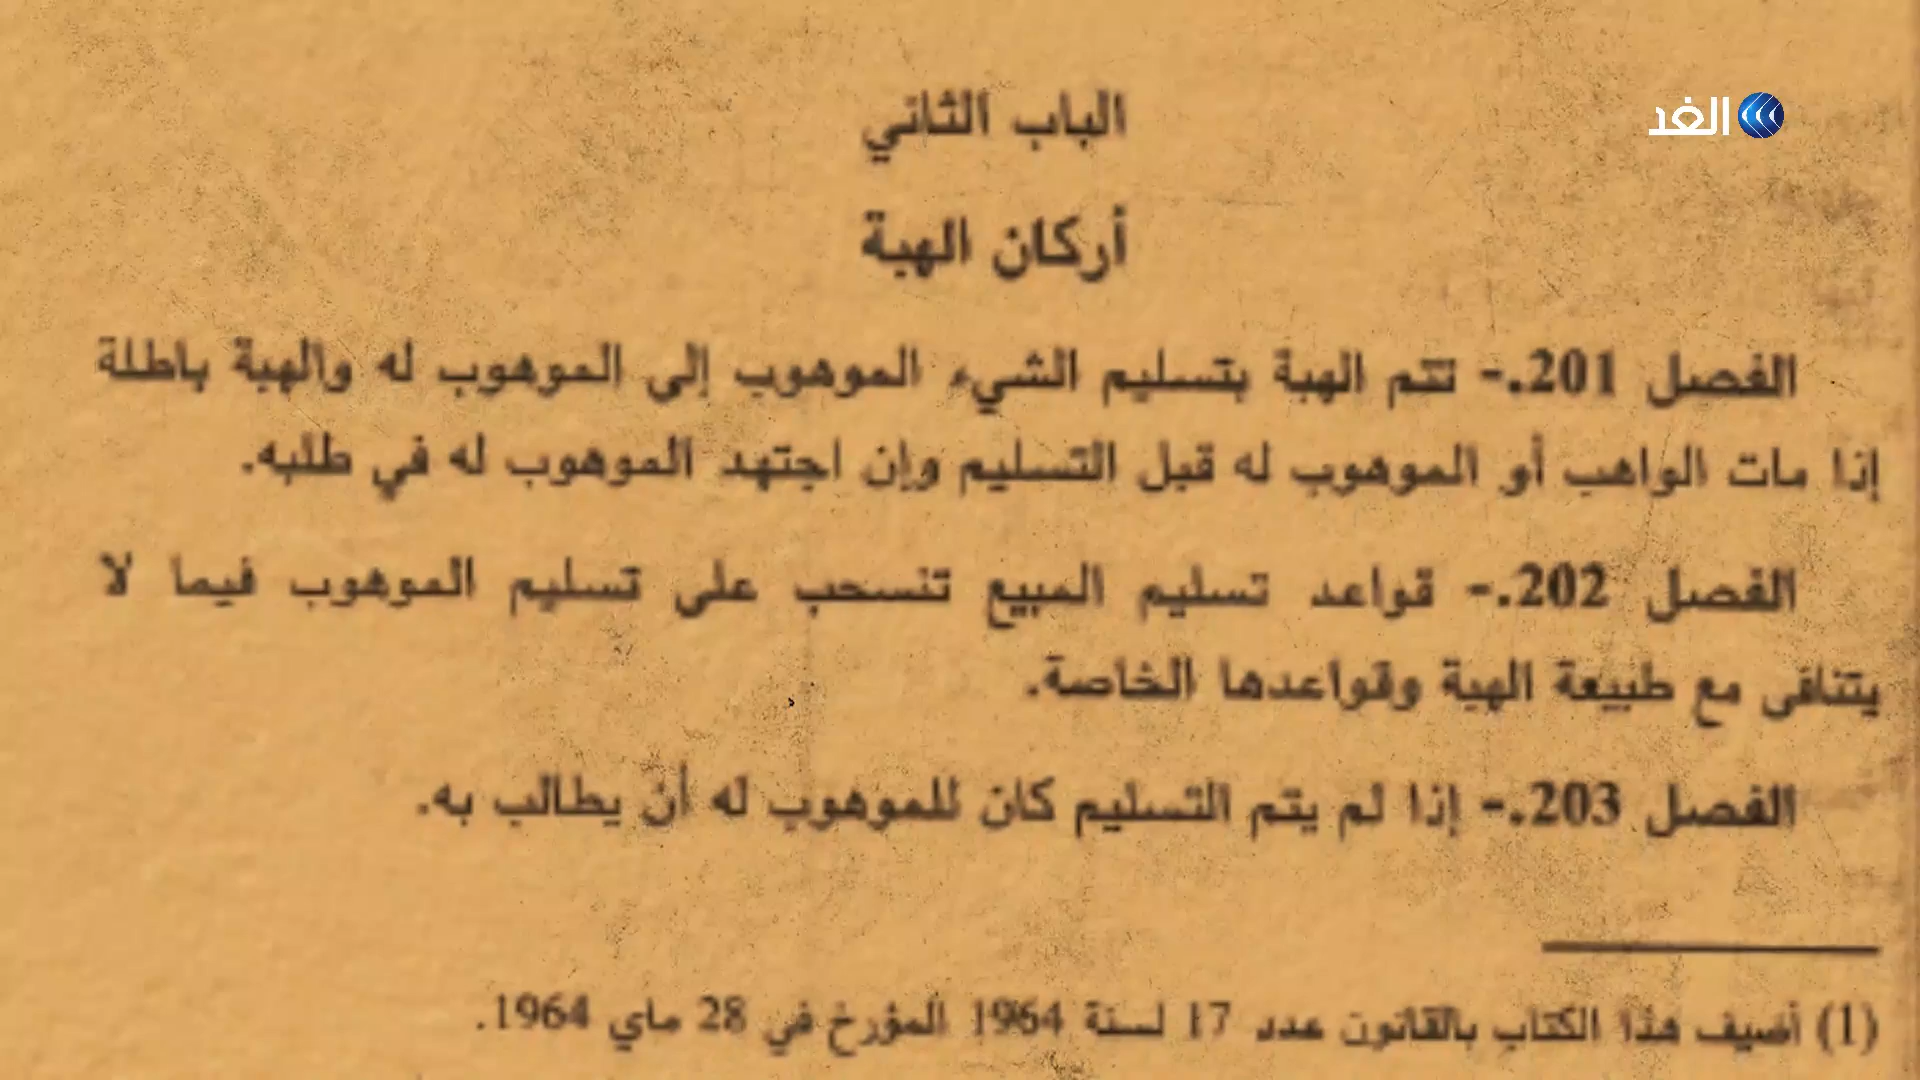 الغد
الباب الثاني
أركان الهبة
الفصل 201.- تتم الهبة بتسليم الشيء الموهوب إلى الموهوب له والهبة باطلة
إذا مات الواهب أو الموهوب له قبل التسليم وإن اجتهد الموهوب له في طلبه.
الفصل 202.- قواعد تسليم المبيع تنسحب على تسليم الموهوب فيما لا
يتنافى مع طبيعة الهبة وقواعدها الخاصة.
الفصل 203.- إذا لم يتم التسليم كان للموهوب له أن يطالب به.
(1) أضيف هذا الكتاب بالقانون عدد 17 لسنة 1964 المؤرخ في 28 ماي 1964.